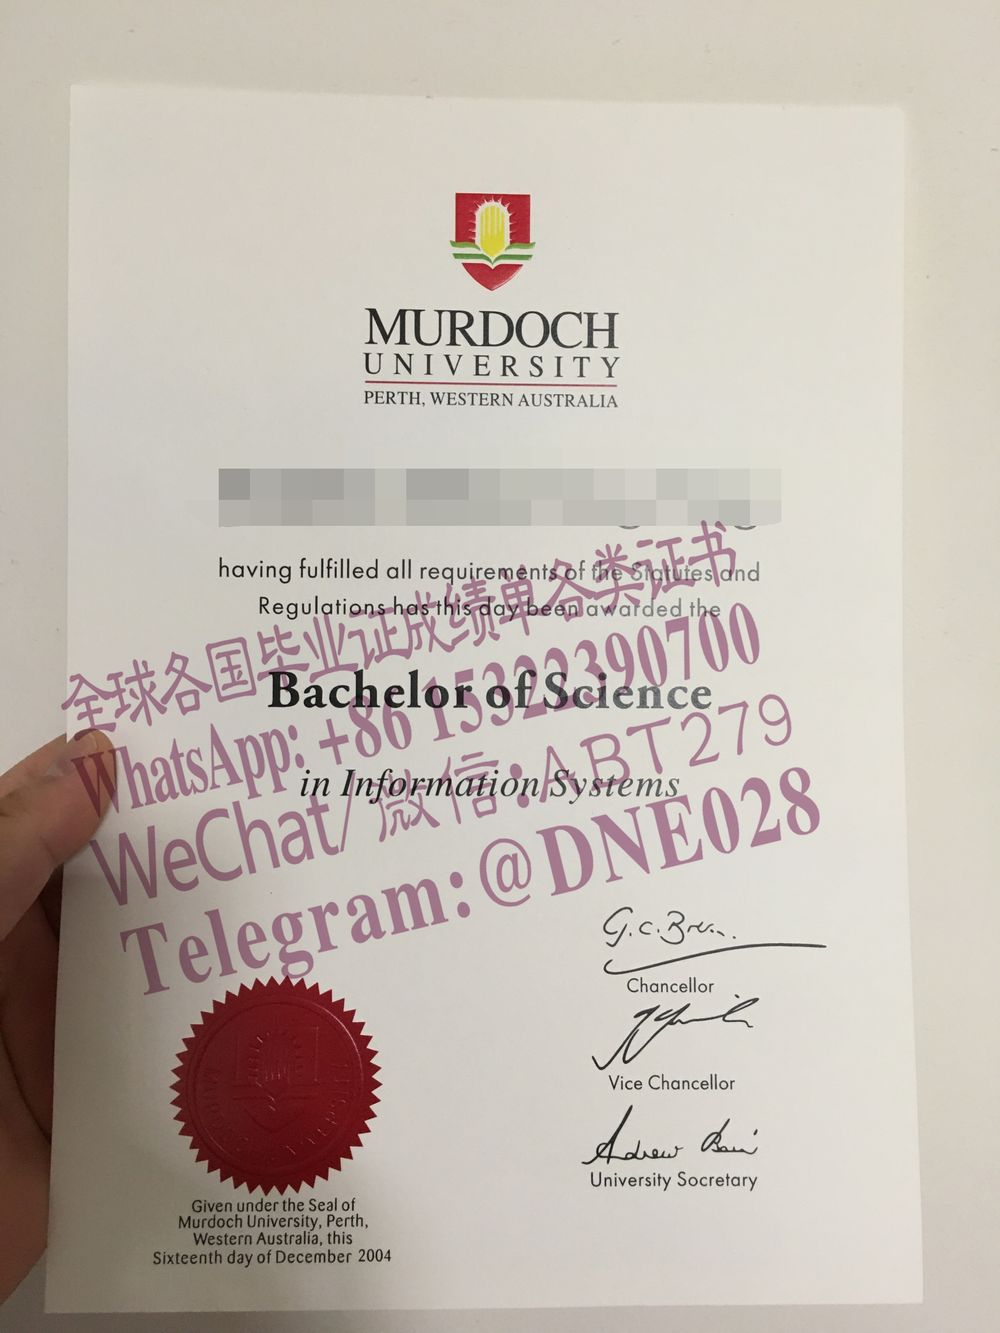 MURDOCH
UNIVERSITY
PERTH, WESTERN AUSTRALIA
having fulfilled all requirements of the Statutes and
Regulations has this day been awarded the
Bachelor of Science
in Information Systems
全球各国毕业证成绩单各类证书
WhatsApp: +86 15322390700
WeChat/微信:ABT279
Telegram:@DNE028
G.C.
Chancellor
Vice Chancellor
Andrew
University Socretary
Given under the Seal of
Murdoch University, Perth,
Western Australia, this
Sixteenth day of December 2004